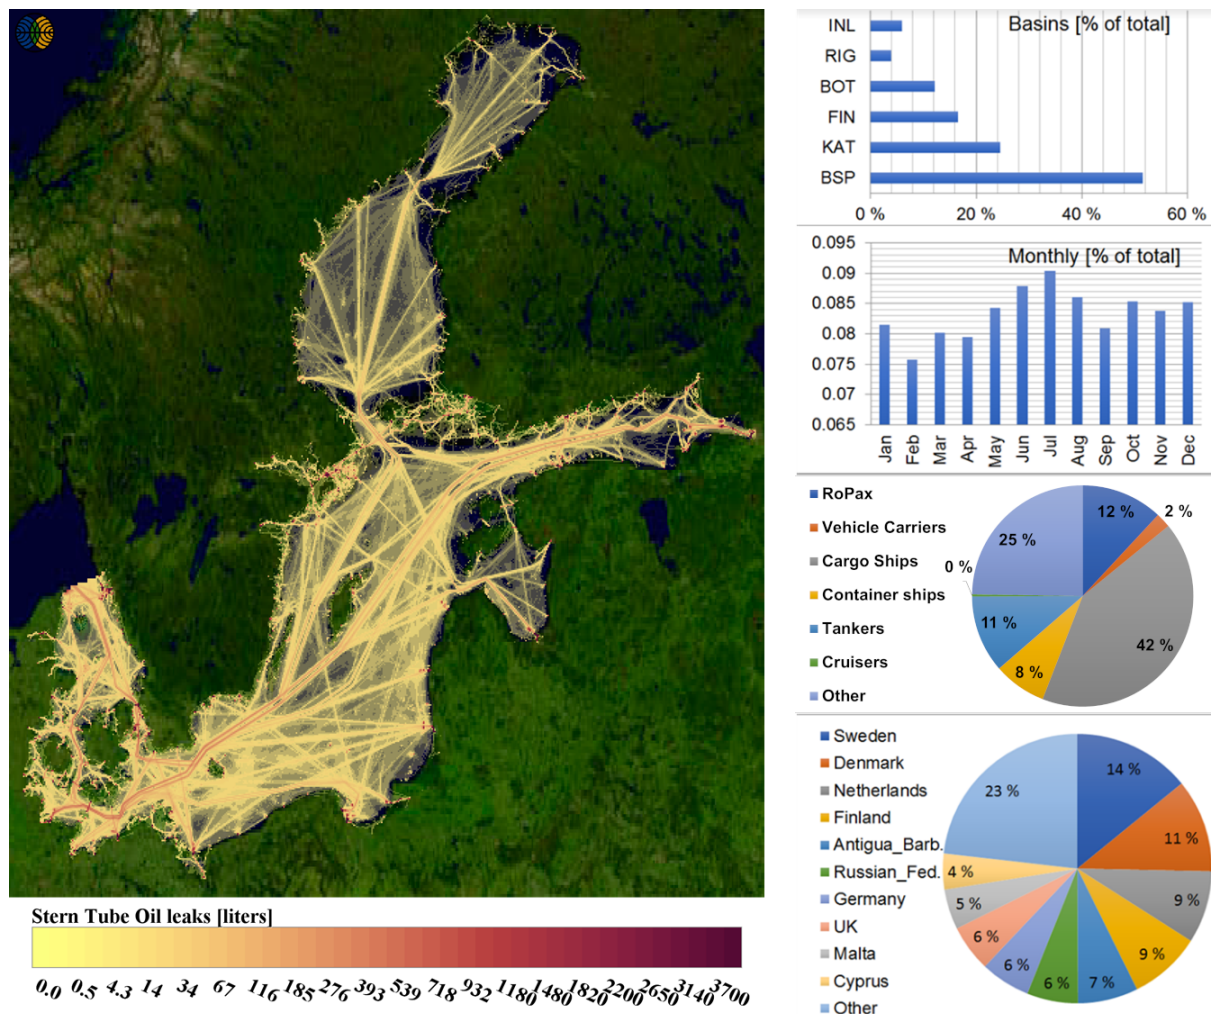 Stern Tube Oil leaks [liters]
0.0 0.5 4.3 14 34 67 116 185 276 393 539 718 932 1180 1480 1820 2200 2650 3140 3700
Basins [% of total]
INL
RIG
BOT
FIN
KAT
BSP
0 % 20 % 40 % 60 %
Monthly [% of total]
0.095
0.09
0.085
0.08
0.075
0.07
0.065
Jan Feb Mar Apr May Jun Jul Aug Sep Oct Nov Dec
RoPax
Vehicle Carriers
Cargo Ships
Container ships
Tankers
Cruisers
Other
12 %
2 %
42 %
8 %
11 %
0 %
25 %
Sweden
Denmark
Netherlands
Finland
Antigua_Barb.
Russian_Fed.
Germany
UK
Malta
Cyprus
Other
14 %
11 %
9 %
9 %
7 %
6 %
6 %
6 %
5 %
4 %
23 %